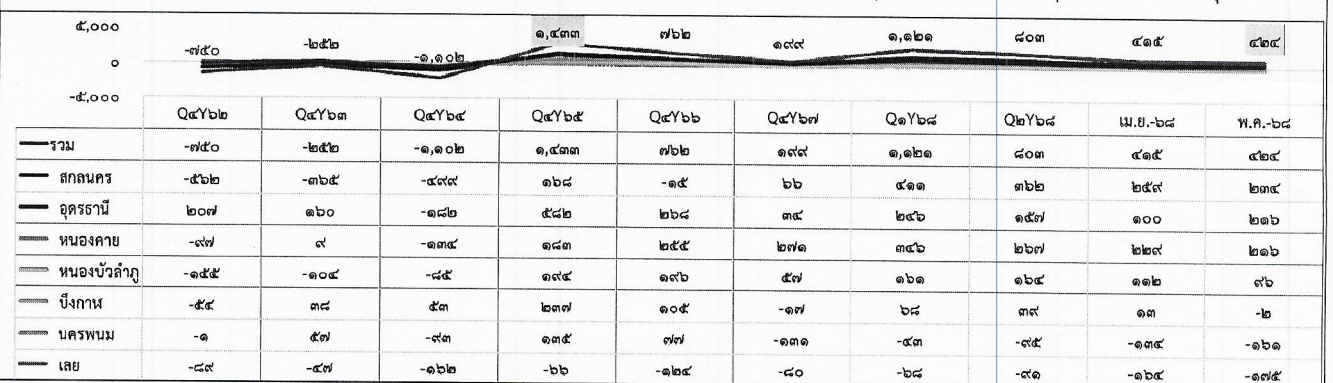 ๕,๐๐๐
-๗๕๐ -๒๕๒ -๑,๑๐๒ ๑,๔๓๓ ๗๖๒ ๑๙๙ ๑,๑๒๑ ๘๐๓ ๔๑๕ ๔๒๔
๐
-๕,๐๐๐
Q๔Y๖๒ Q๔Y๖๓ Q๔Y๖๔ Q๔Y๖๕ Q๔Y๖๖ Q๔Y๖๗ Q๑Y๖๘ Q๒Y๖๘ เม.ย.-๖๘ พ.ค.-๖๘
รวม -๗๕๐ -๒๕๒ -๑,๑๐๒ ๑,๔๓๓ ๗๖๒ ๑๙๙ ๑,๑๒๑ ๘๐๓ ๔๑๕ ๔๒๔
สกลนคร -๕๖๒ -๓๖๕ -๔๙๙ ๑๖๘ -๑๕ ๖๖ ๔๑๑ ๓๖๒ ๒๕๙ ๒๓๔
อุดรธานี ๒๐๗ ๑๖๐ -๑๘๒ ๕๘๒ ๒๖๘ ๓๔ ๒๔๖ ๑๕๗ ๑๐๐ ๒๑๖
หนองคาย -๙๗ ๙ -๑๓๔ ๑๘๓ ๒๕๕ ๒๗๑ ๓๔๖ ๒๖๗ ๒๒๙ ๒๑๖
หนองบัวลำภู -๑๕๕ -๑๐๔ -๘๕ ๑๙๔ ๑๙๖ ๕๗ ๑๖๑ ๑๖๔ ๑๑๒ ๙๖
บึงกาฬ -๕๔ ๓๘ ๕๓ ๒๓๗ ๑๐๕ -๑๗ ๖๘ ๓๙ ๑๓ -๒
นครพนม -๑ ๕๗ -๙๓ ๑๓๕ ๗๗ -๑๓๑ -๔๓ -๙๕ -๑๓๔ -๑๖๑
เลย -๘๙ -๔๗ -๑๖๒ -๖๖ -๑๒๔ -๘๐ -๖๘ -๙๑ -๑๖๔ -๑๗๕